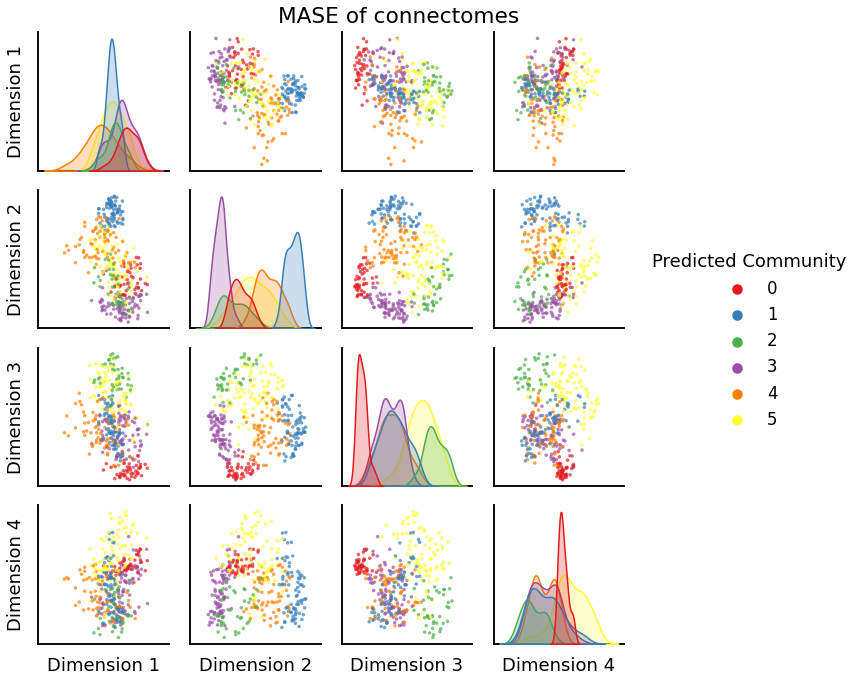 MASE of connectomes
Dimension 1
Dimension 2
Dimension 3
Dimension 4
Dimension 1
Dimension 2
Dimension 3
Dimension 4
Predicted Community
0
1
2
3
4
5